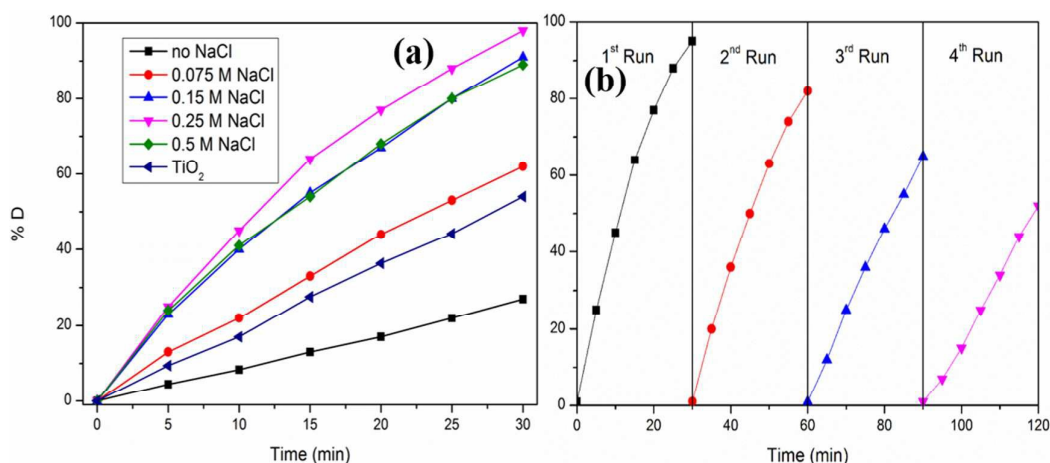 (a)
no NaCl
0.075 M NaCl
0.15 M NaCl
0.25 M NaCl
0.5 M NaCl
TiO2
% D
100
80
60
40
20
0
0 5 10 15 20 25 30
Time (min)
(b)
1st Run
2nd Run
3rd Run
4th Run
100
80
60
40
20
0
0 20 40 60 80 100 120
Time (min)